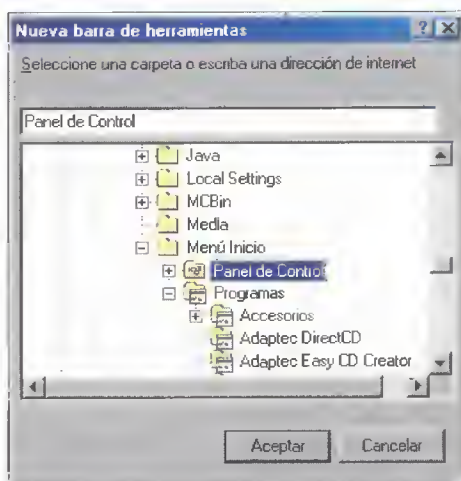 Nueva barra de herramientas
Seleccione una carpeta o escriba una dirección de internet
Panel de Control
Java
Local Settings
MCBin
Media
Menú Inicio
Panel de Control
Programas
Accesorios
Adaptec DirectCD
Adaptec Easy CD Creator
Aceptar
Cancelar